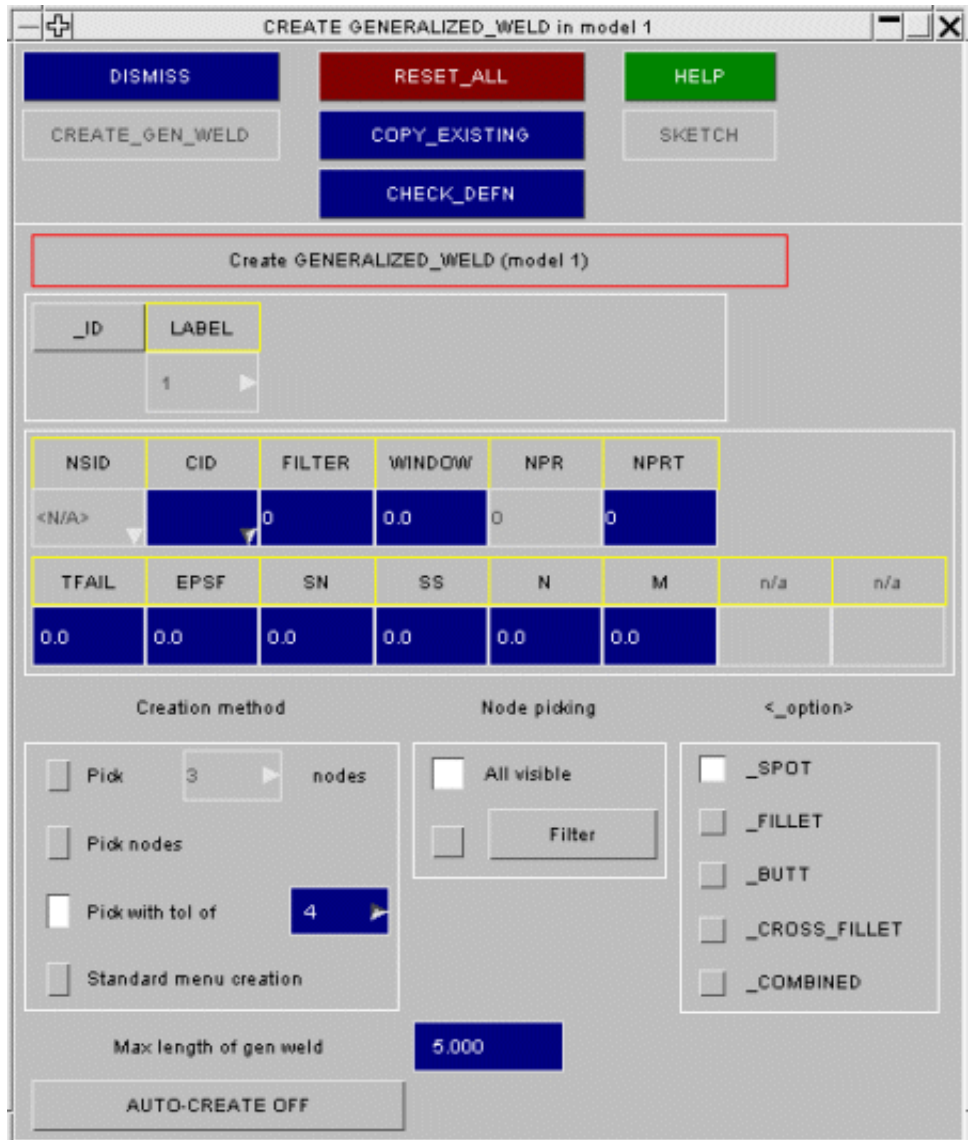 CREATE GENERALIZED_WELD in model 1
DISMISS RESET_ALL HELP
CREATE_GEN_WELD COPY_EXISTING SKETCH
CHECK_DEFN
Create GENERALIZED_WELD (model 1)
_ID LABEL
1
NSID CID FILTER WINDOW NPR NPRT
<N/A> 0 0.0 0 0
TFAIL EPSF SN SS N M n/a n/a
0.0 0.0 0.0 0.0 0.0 0.0
Creation method Node picking <_option>
Pick 3 nodes All visible _SPOT
Filter _FILLET
Pick nodes
_BUTT
Pick with tol of 4
_CROSS_FILLET
Standard menu creation _COMBINED
Max length of gen weld 5.000
AUTO-CREATE OFF